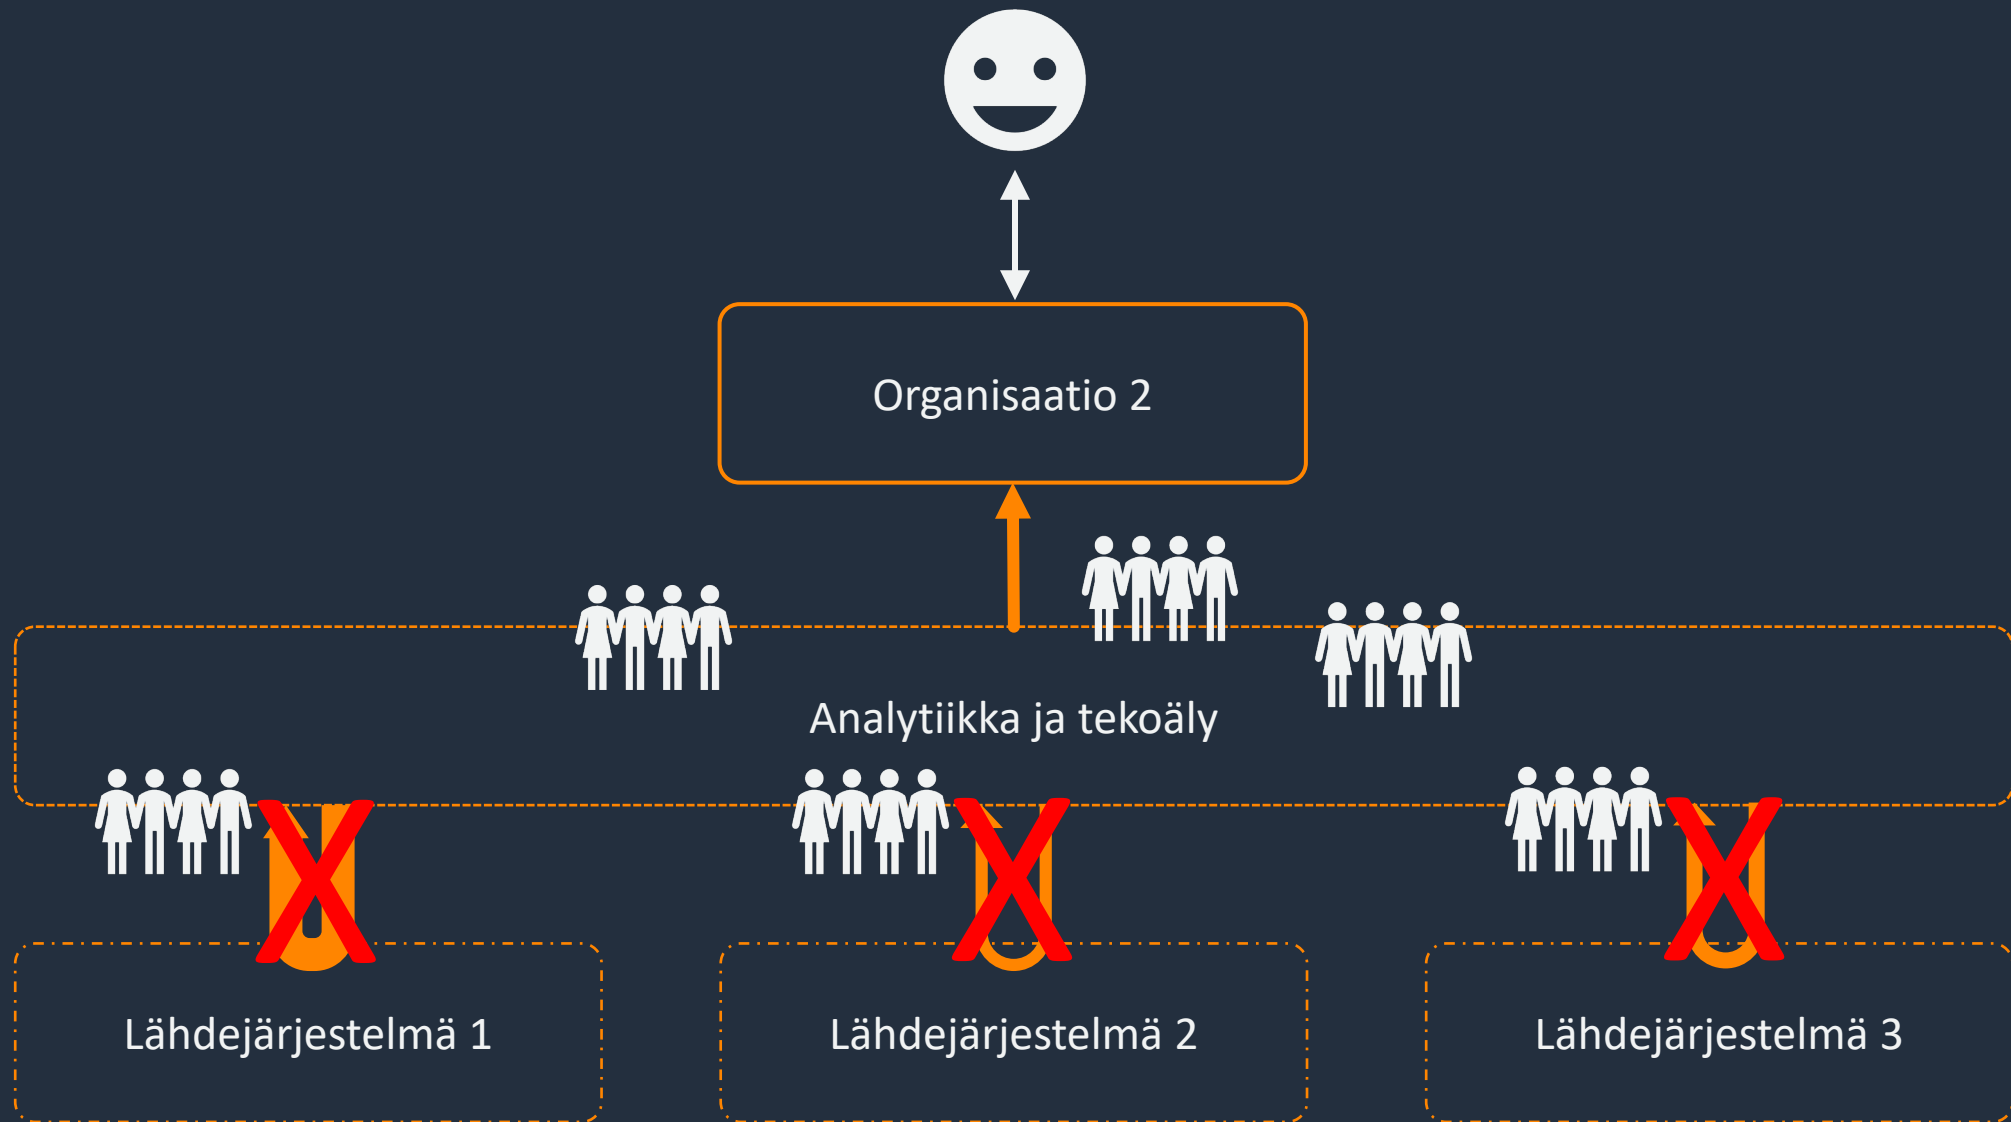 Organisaatio 2
Analytiikka ja tekoäly
Lähdejärjestelmä 1
Lähdejärjestelmä 2
Lähdejärjestelmä 3